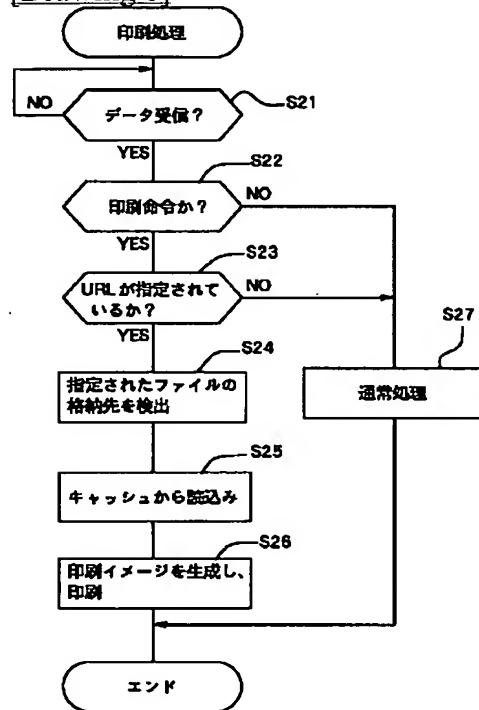 印刷処理
NO
データ受信?
S21
YES
S22
印刷命令か?
NO
YES
S23
URLが指定されて
いるか?
NO
YES
S27
S24
指定されたファイルの
格納先を検出
通常処理
S25
キャッシュから読込み
S26
印刷イメージを生成し、
印刷
エンド